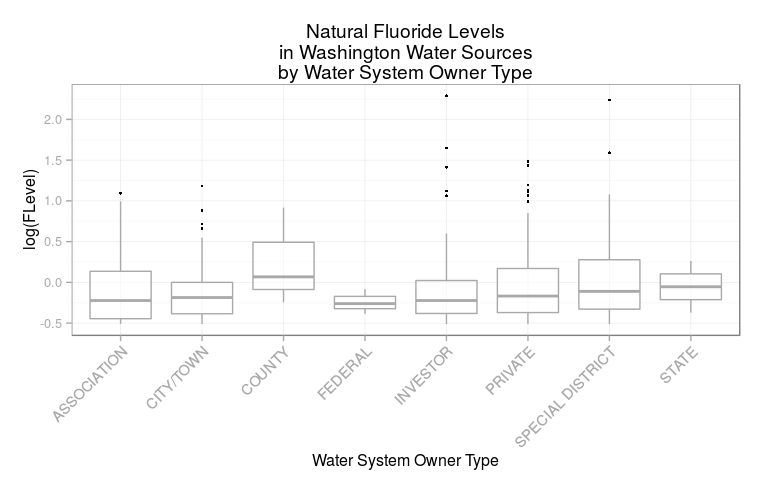 Natural Fluoride Levels
in Washington Water Sources
by Water System Owner Type
log(FLevel)
2.0
1.5
1.0
0.5
0.0
-0.5
ASSOCIATION
CITY/TOWN
COUNTY
FEDERAL
INVESTOR
PRIVATE
SPECIAL DISTRICT
STATE
Water System Owner Type